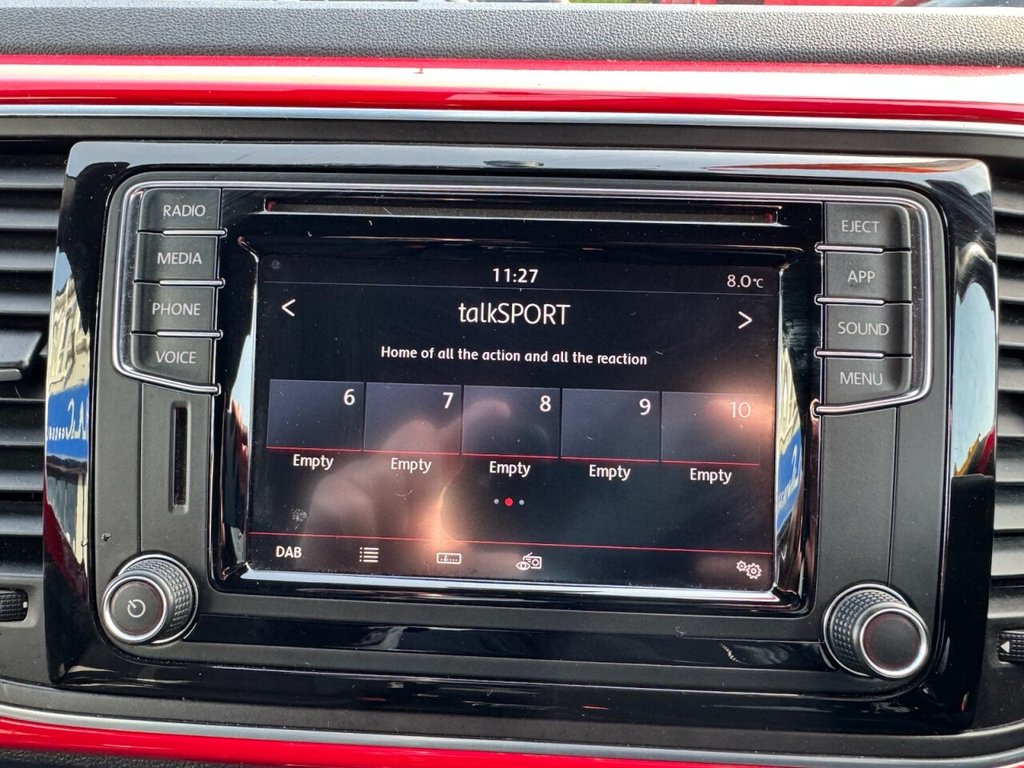 RADIO
MEDIA
PHONE
VOICE
11:27
8.0°C
<
talkSPORT
>
Home of all the action and all the reaction
6 7 8 9 10
Empty Empty Empty Empty Empty
DAB
EJECT
APP
SOUND
MENU